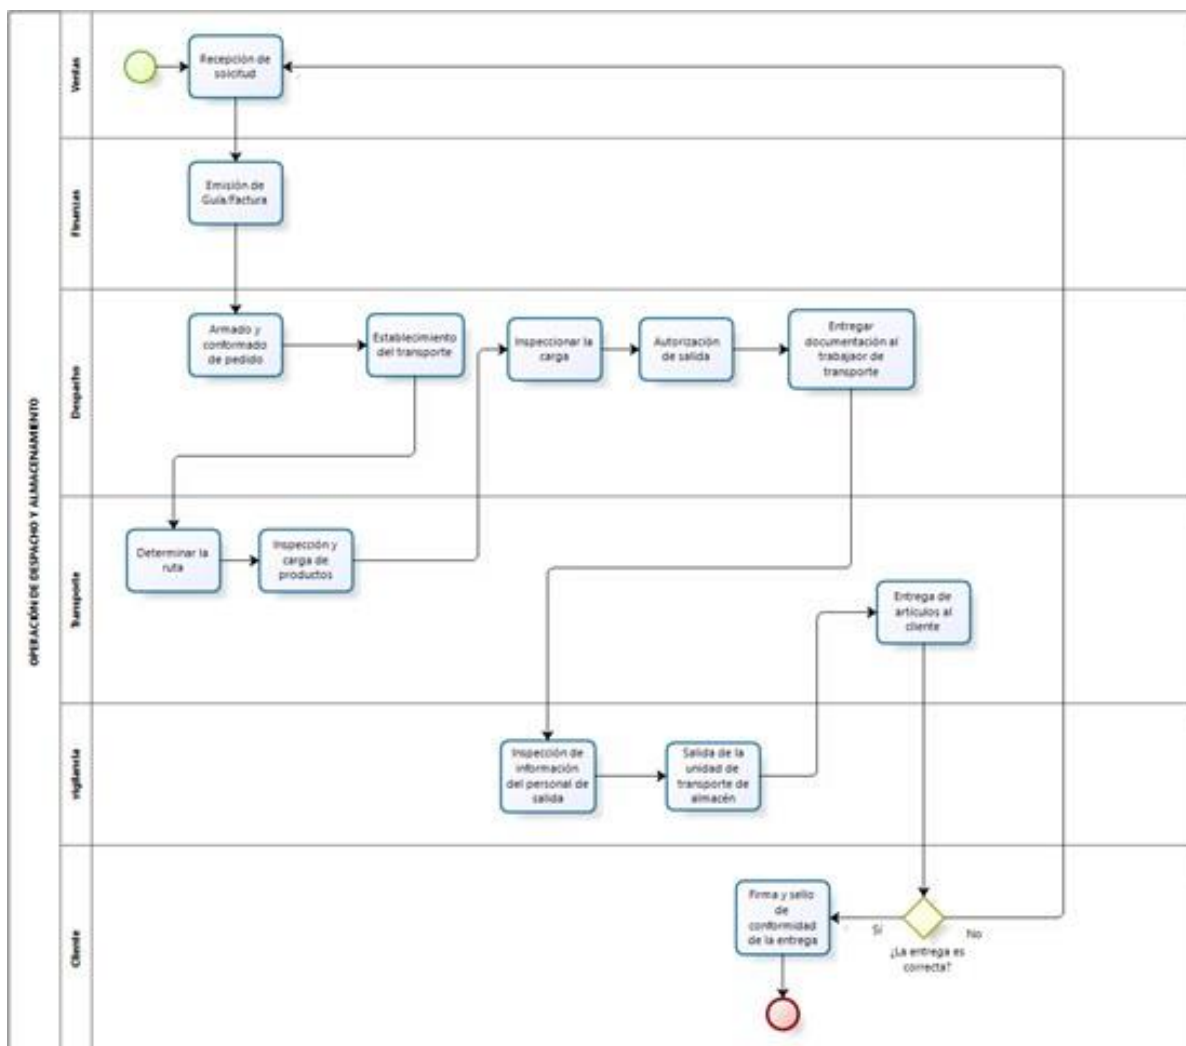 OPERACIÓN DE DESPACHO Y ALMACENAMIENTO
Ventas
Recepción de
solcitud
Finanzas
Emisión de
Guía/Factura
Despacho
Armado y
conformado
de pedido
Establecimiento
del transporte
Inspeccionar la
carga
Autorización
de salida
Entregar
documentación al
trabajaor de
transporte
Transporte
Determinar la
ruta
Inspección y
carga de
productos
Entrega de
artículos al
cliente
vigilancia
Inspección de
información
del personal de
salida
Salida de la
unidad de
transporte de
almacén
Cliente
Firma y sello
de
conformidad
de la entrega
Sí
No
¿La entrega es
correcta?